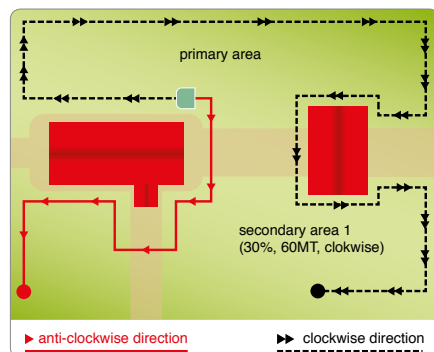 primary area
secondary area 1
(30%, 60MT, clokwise)
anti-clockwise direction
clockwise direction